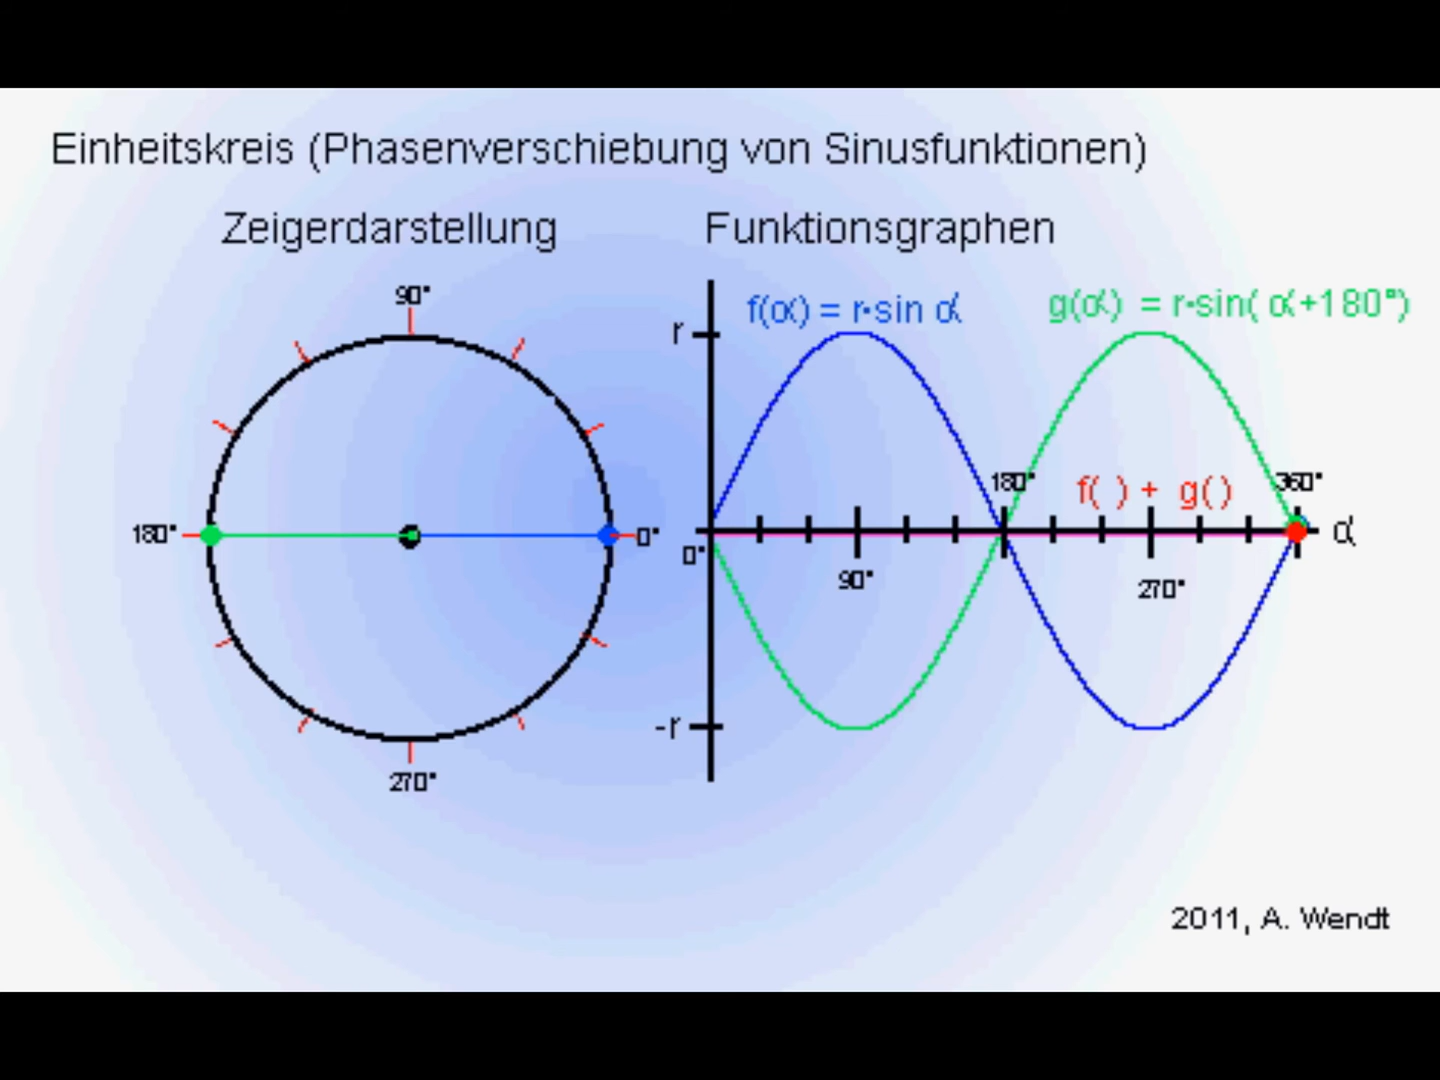 Einheitskreis (Phasenverschiebung von Sinusfunktionen)
Zeigerdarstellung
Funktionsgraphen
90°
180°
0°
270°
r
-r
f(α) = r·sin α
g(α) = r·sin( α+180°)
180°
f( ) + g( )
360°
α
0°
90°
270°
2011, A. Wendt